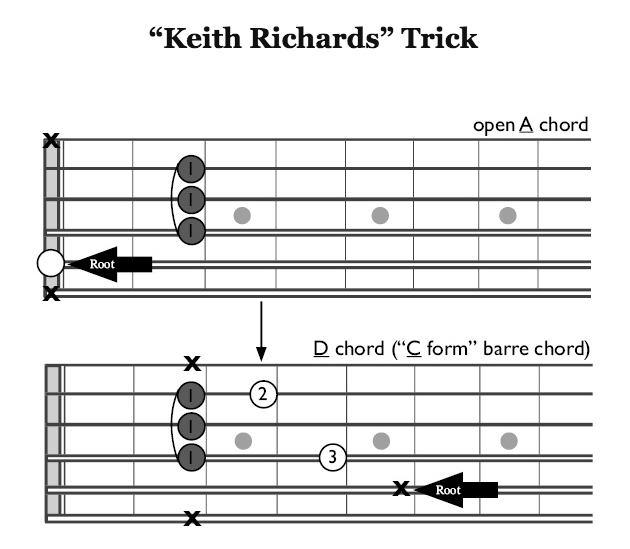 “Keith Richards” Trick
open A chord
X
1
1
1
Root
X
D chord (“C form” barre chord)
X
1 2
1
1 3
X Root
X